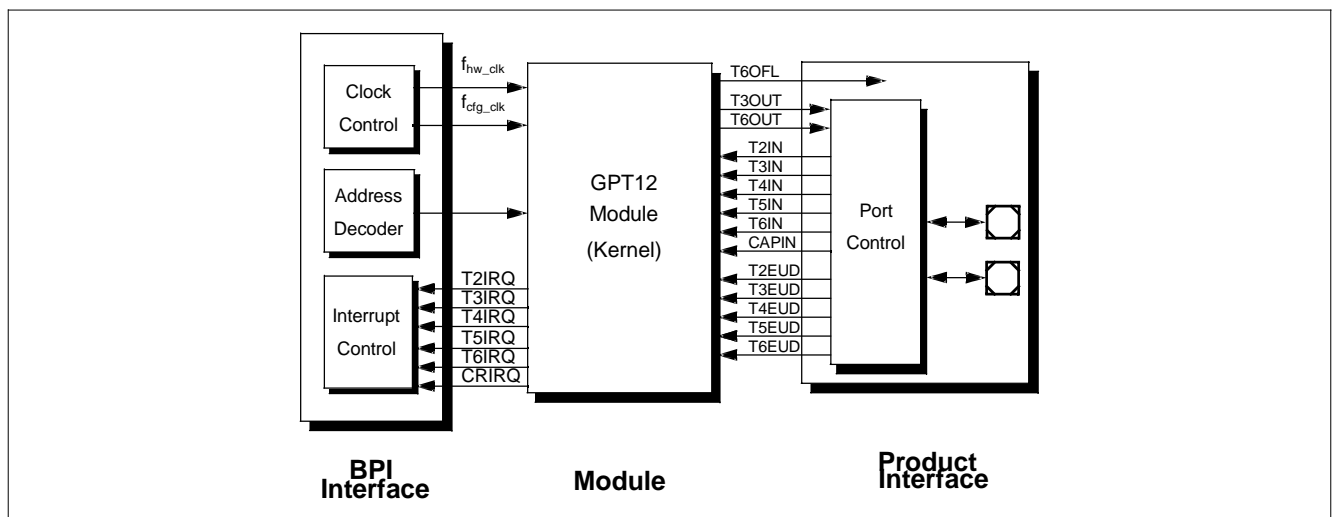 Clock
Control
fhw_clk
fcfg_clk
Address
Decoder
Interrupt
Control
T2IRQ
T3IRQ
T4IRQ
T5IRQ
T6IRQ
CRIRQ
GPT12
Module
(Kernel)
T6OFL
T3OUT
T6OUT
T2IN
T3IN
T4IN
T5IN
T6IN
CAPIN
T2EUD
T3EUD
T4EUD
T5EUD
T6EUD
Port
Control
BPI
Interface
Module
Product
Interface